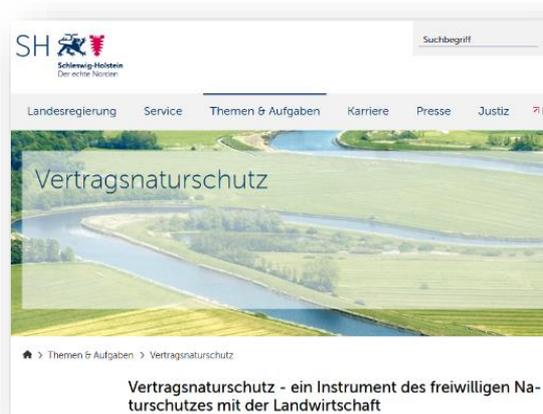 SH
Schleswig-Holstein
Der echte Norden
Suchbegriff
Landesregierung Service Themen & Aufgaben Karriere Presse Justiz
Vertragsnaturschutz
> Themen & Aufgaben > Vertragsnaturschutz
Vertragsnaturschutz - ein Instrument des freiwilligen Na-
turschutzes mit der Landwirtschaft